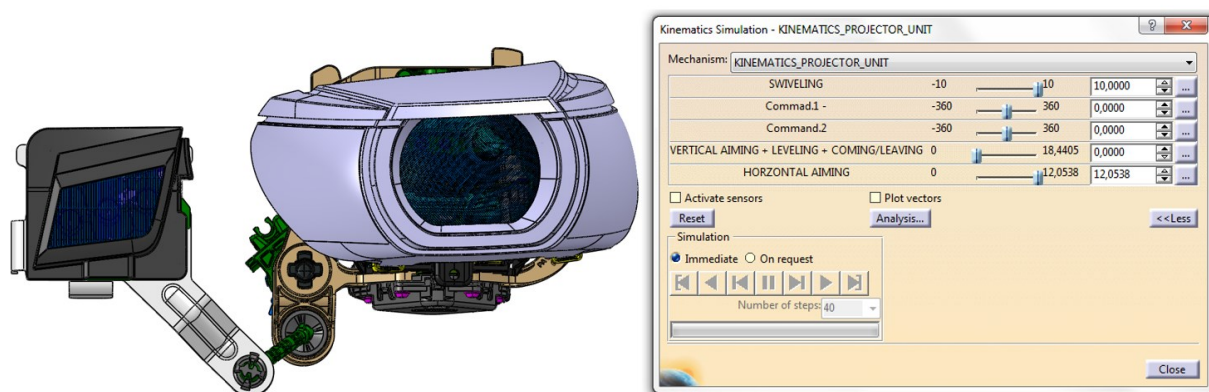 Kinematics Simulation - KINEMATICS_PROJECTOR_UNIT
Mechanism: KINEMATICS_PROJECTOR_UNIT
SWIVELING -10 10 10,0000 ...
Commad.1 - -360 360 0,0000 ...
Command.2 -360 360 0,0000 ...
VERTICAL AIMING + LEVELING + COMING/LEAVING 0 18,4405 0,0000 ...
HORZONTAL AIMING 0 12,0538 12,0538 ...
Activate sensors Plot vectors
Reset Analysis... <<Less
Simulation
Immediate On request
Number of steps: 40
Close